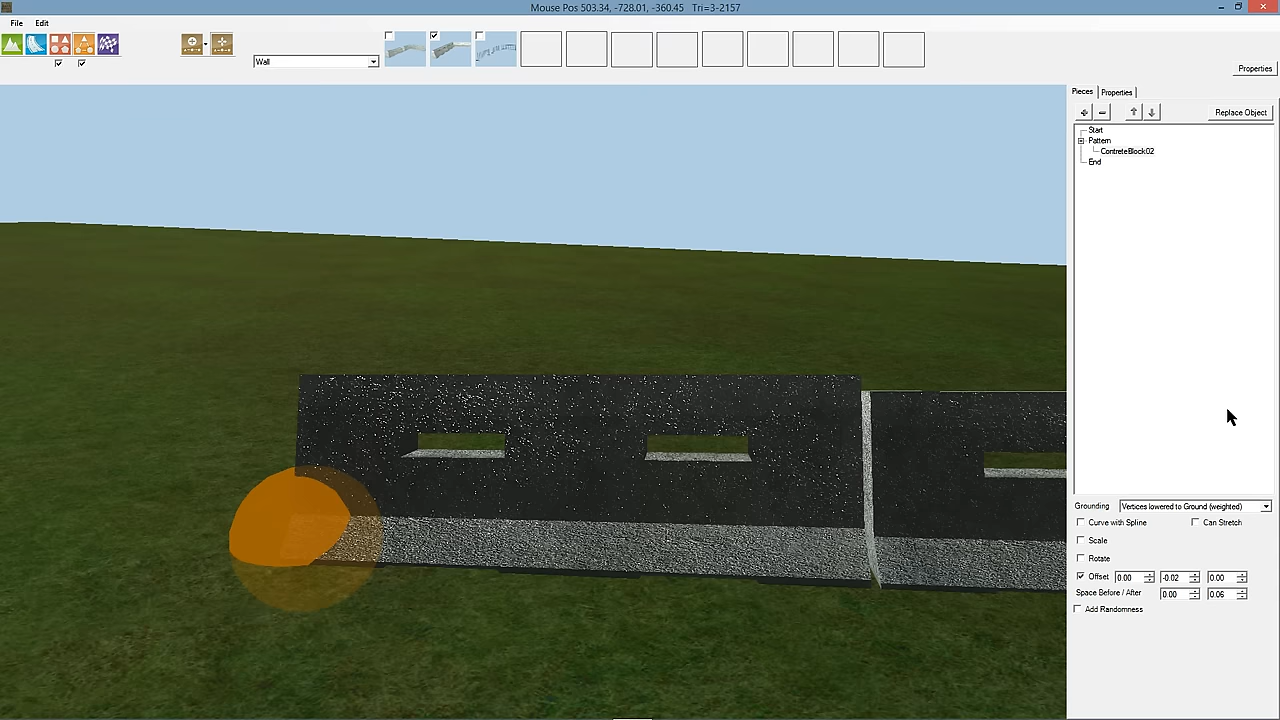 Mouse Pos 503.34, -728.01, -360.45 Tri=3-2157
File Edit
Wall
Properties
Pieces Properties
Replace Object
Start
Pattern
ContreteBlock02
End
Grounding Vertices lowered to Ground (weighted)
Curve with Spline Can Stretch
Scale
Rotate
Offset 0.00 -0.02 0.00
Space Before / After 0.00 0.06
Add Randomness